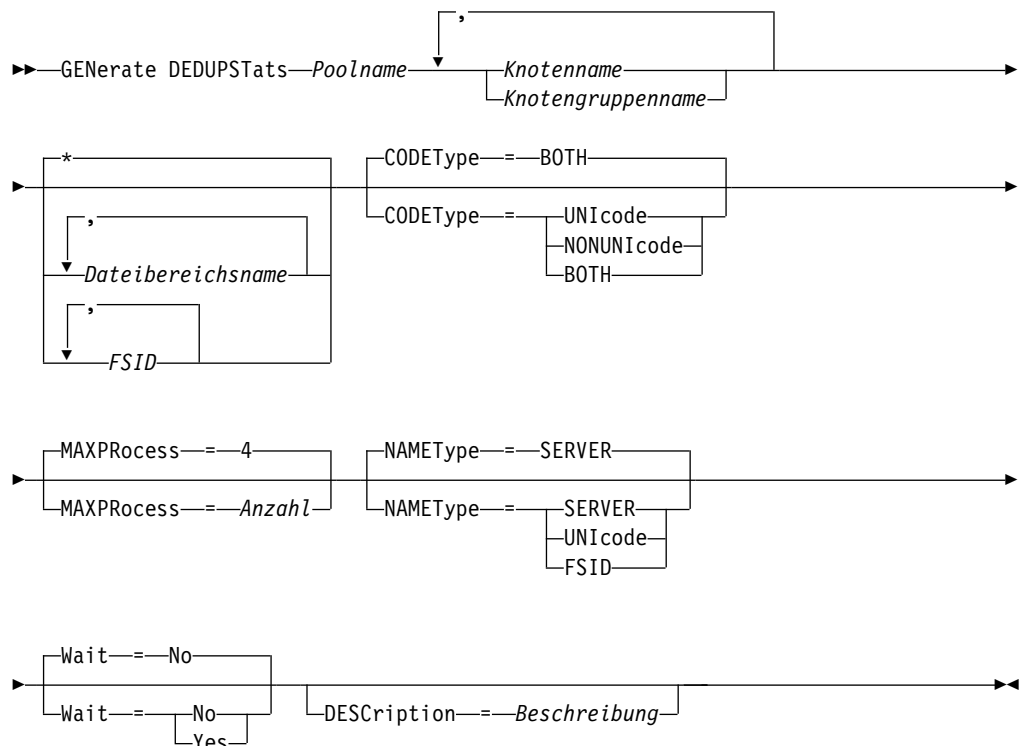 ,
GENerate DEDUPSTats Poolname Knotenname
Knotengruppenname
* CODEType = BOTH
, CODEType = UNIcode
NONUNIcode
Dateibereichsname BOTH
,
FSID
MAXPRocess = 4 NAMEType = SERVER
MAXPRocess = Anzahl NAMEType = SERVER
UNIcode
FSID
Wait = No
Wait = No DESCription = Beschreibung
Yes